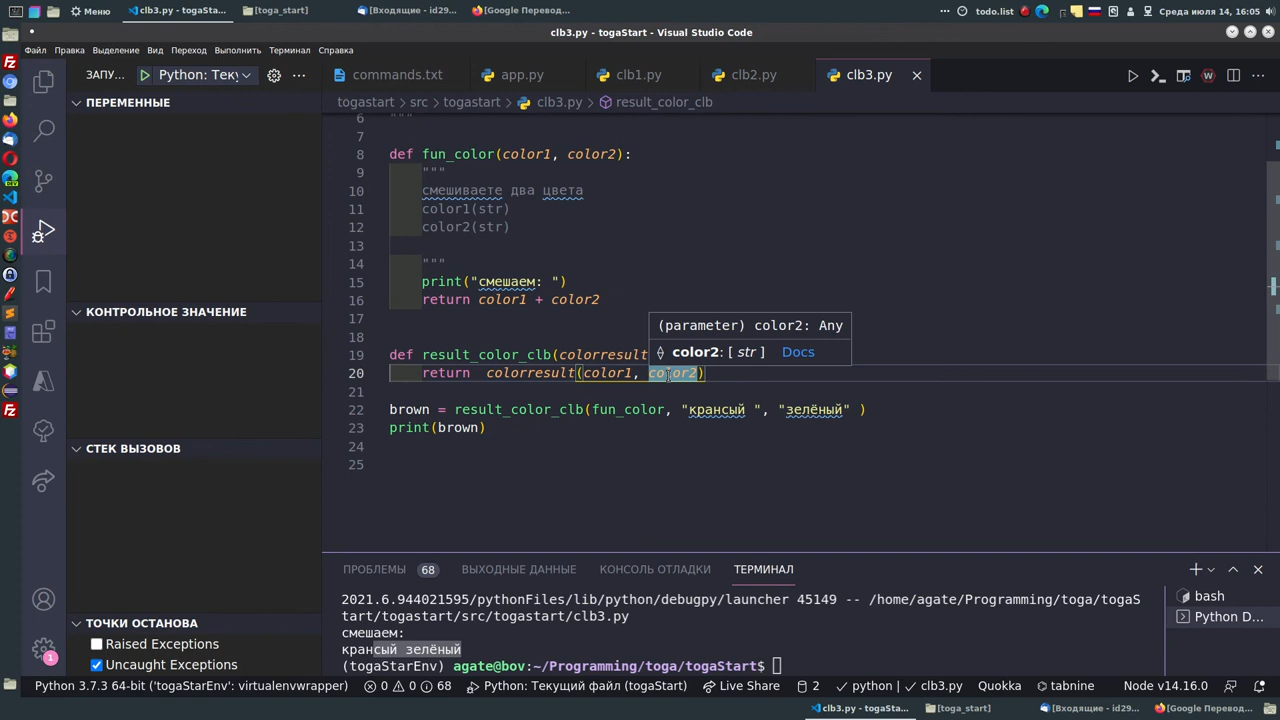 Меню
clb3.py - togaSta...
[toga_start]
[Входящие - id29...
[Google Перевод...
todo.list
Среда июля 14, 16:05
clb3.py - togaStart - Visual Studio Code
Файл Правка Выделение Вид Переход Выполнить Терминал Справка
ЗАПУ... Python: Теку
commands.txt app.py clb1.py clb2.py clb3.py
togastart > src > togastart > clb3.py > result_color_clb
ПЕРЕМЕННЫЕ
КОНТРОЛЬНОЕ ЗНАЧЕНИЕ
СТЕК ВЫЗОВОВ
ТОЧКИ ОСТАНОВА
Raised Exceptions
Uncaught Exceptions
1
6 """
7
8 def fun_color(color1, color2):
9 """
10 смешиваете два цвета
11 color1(str)
12 color2(str)
13
14 """
15 print("смешаем: ")
16 return color1 + color2
17
18
(parameter) color2: Any
color2: [ str ] Docs
19 def result_color_clb(colorresult
20 return  colorresult(color1, color2)
21
22 brown = result_color_clb(fun_color, "крансый ", "зелёный" )
23 print(brown)
24
25
ПРОБЛЕМЫ 68 ВЫХОДНЫЕ ДАННЫЕ КОНСОЛЬ ОТЛАДКИ ТЕРМИНАЛ
2021.6.944021595/pythonFiles/lib/python/debugpy/launcher 45149 -- /home/agate/Programming/toga/togaS
tart/togastart/src/togastart/clb3.py
смешаем:
крансый зелёный
(togaStarEnv) agate@bov:~/Programming/toga/togaStart$
bash
Python D...
Python 3.7.3 64-bit ('togaStarEnv': virtualenvwrapper) 0 0 68 Python: Текущий файл (togaStart) Live Share 2 python | clb3.py Quokka tabnine Node v14.16.0
clb3.py - togaSta...
[toga_start]
[Входящие - id29...
[Google Перевод...